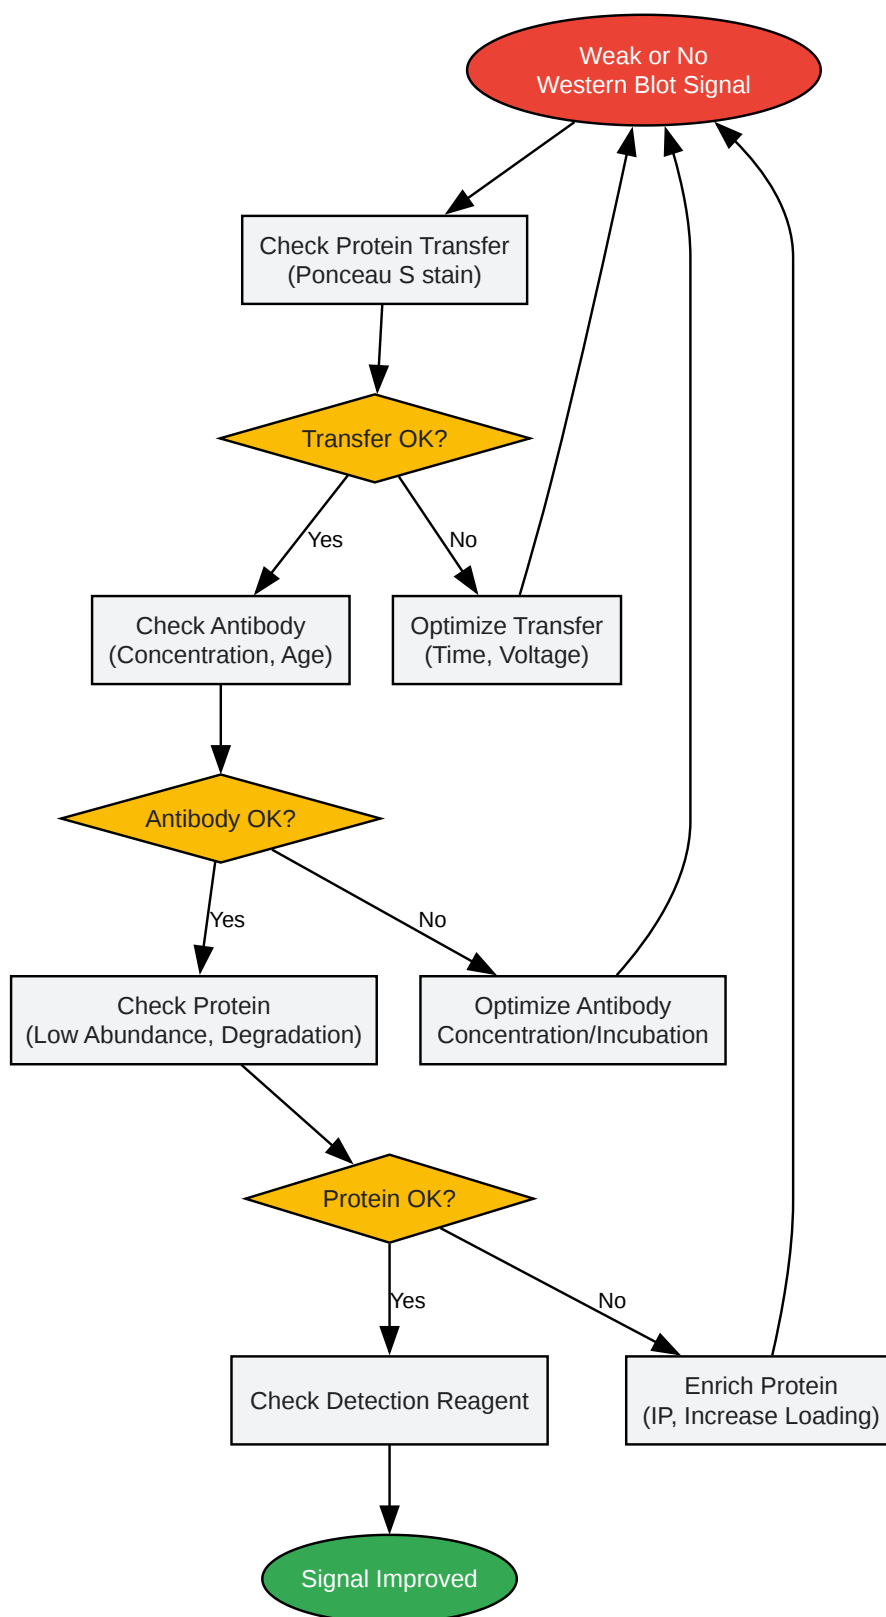 Weak or No
Western Blot Signal
Check Protein Transfer
(Ponceau S stain)
Transfer OK?
Yes
No
Check Antibody
(Concentration, Age)
Optimize Transfer
(Time, Voltage)
Antibody OK?
Yes
No
Check Protein
(Low Abundance, Degradation)
Optimize Antibody
Concentration/Incubation
Protein OK?
Yes
No
Check Detection Reagent
Enrich Protein
(IP, Increase Loading)
Signal Improved